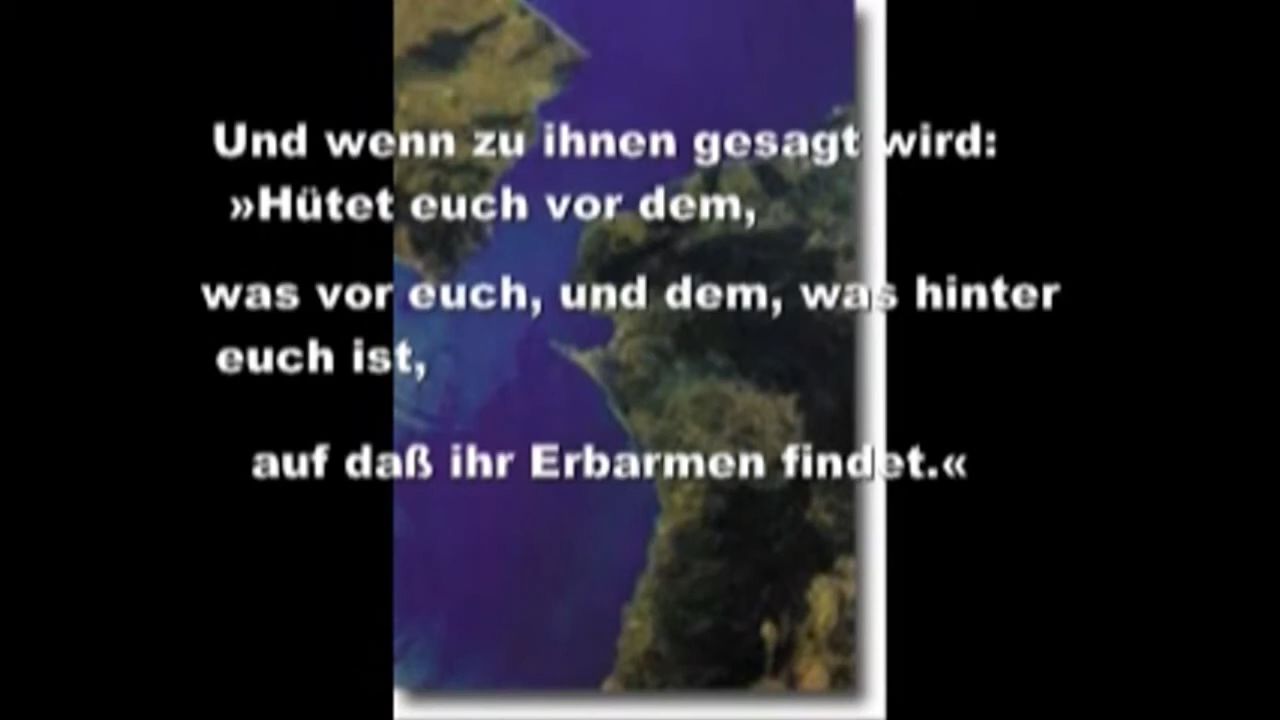 Und wenn zu ihnen gesagt wird:
»Hütet euch vor dem,
was vor euch, und dem, was hinter
euch ist,
auf daß ihr Erbarmen findet.«